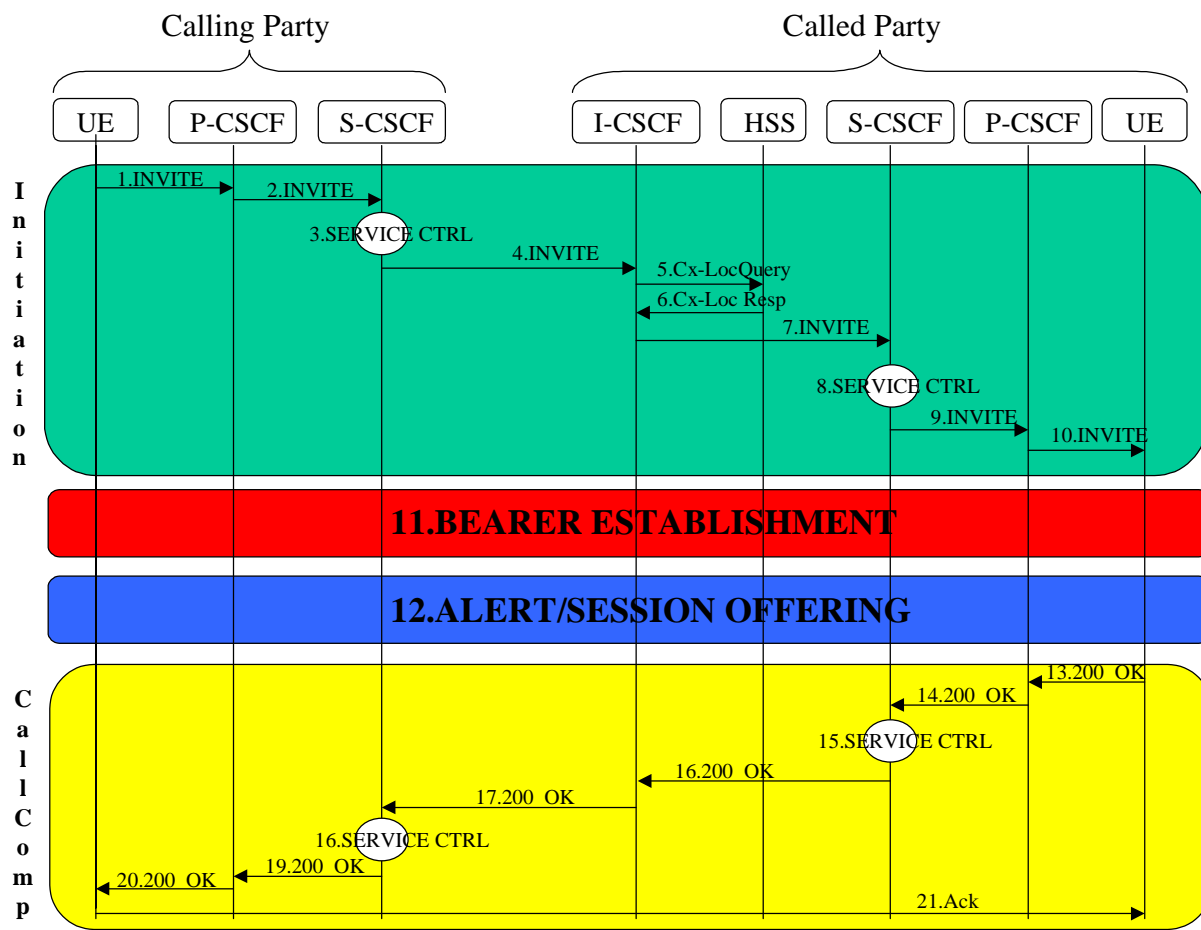 Calling Party
Called Party
UE
P-CSCF
S-CSCF
I-CSCF
HSS
S-CSCF
P-CSCF
UE
Initiation
1.INVITE
2.INVITE
3.SERVICE CTRL
4.INVITE
5.Cx-LocQuery
6.Cx-Loc Resp
7.INVITE
8.SERVICE CTRL
9.INVITE
10.INVITE
11.BEARER ESTABLISHMENT
12.ALERT/SESSION OFFERING
CallComp
13.200 OK
14.200 OK
15.SERVICE CTRL
16.200 OK
17.200 OK
16.SERVICE CTRL
19.200 OK
20.200 OK
21.Ack